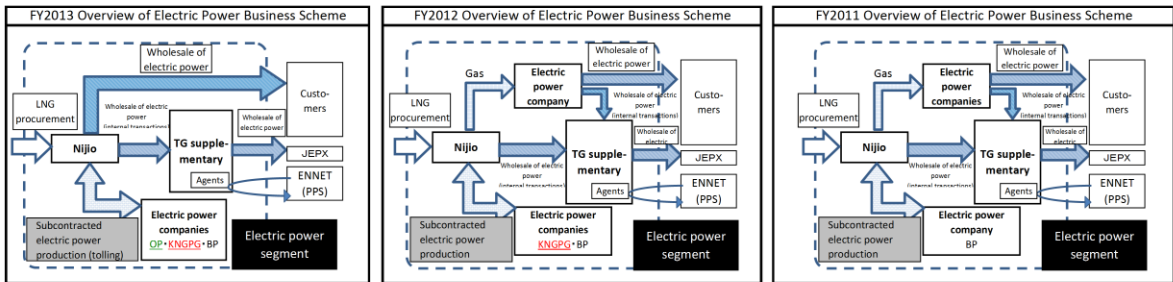 FY2013 Overview of Electric Power Business Scheme
Wholesale of
electric power
Custo-
mers
LNG
procurement
Wholesale of electric
power
(internal transactions)
Wholesale
of electric power
Nijio
TG supple-
mentary
JEPX
Agents
ENNET
(PPS)
Subcontracted
electric power
production (tolling)
Electric power
companies
OP・KNGPG・BP
Electric power
segment
FY2012 Overview of Electric Power Business Scheme
Wholesale of
electric power
Gas
Electric
power
company
Custo-
mers
LNG
procurement
Wholesale of electric
power
(internal transactions)
Wholesale of
electric
Nijio
TG supple-
mentary
JEPX
Wholesale of electric
power
(internal transactions)
Agents
ENNET
(PPS)
Subcontracted
electric power
production
Electric power
companies
KNGPG・BP
Electric power
segment
FY2011 Overview of Electric Power Business Scheme
Wholesale of
electric power
Gas
Electric
power
companies
Custo-
mers
LNG
procurement
Wholesale of electric
power
(internal transactions)
Wholesale of
electric
Nijio
TG supple-
mentary
JEPX
Wholesale of electric
power
(internal transactions)
Agents
ENNET
(PPS)
Subcontracted
electric power
production
Electric power
company
BP
Electric power
segment